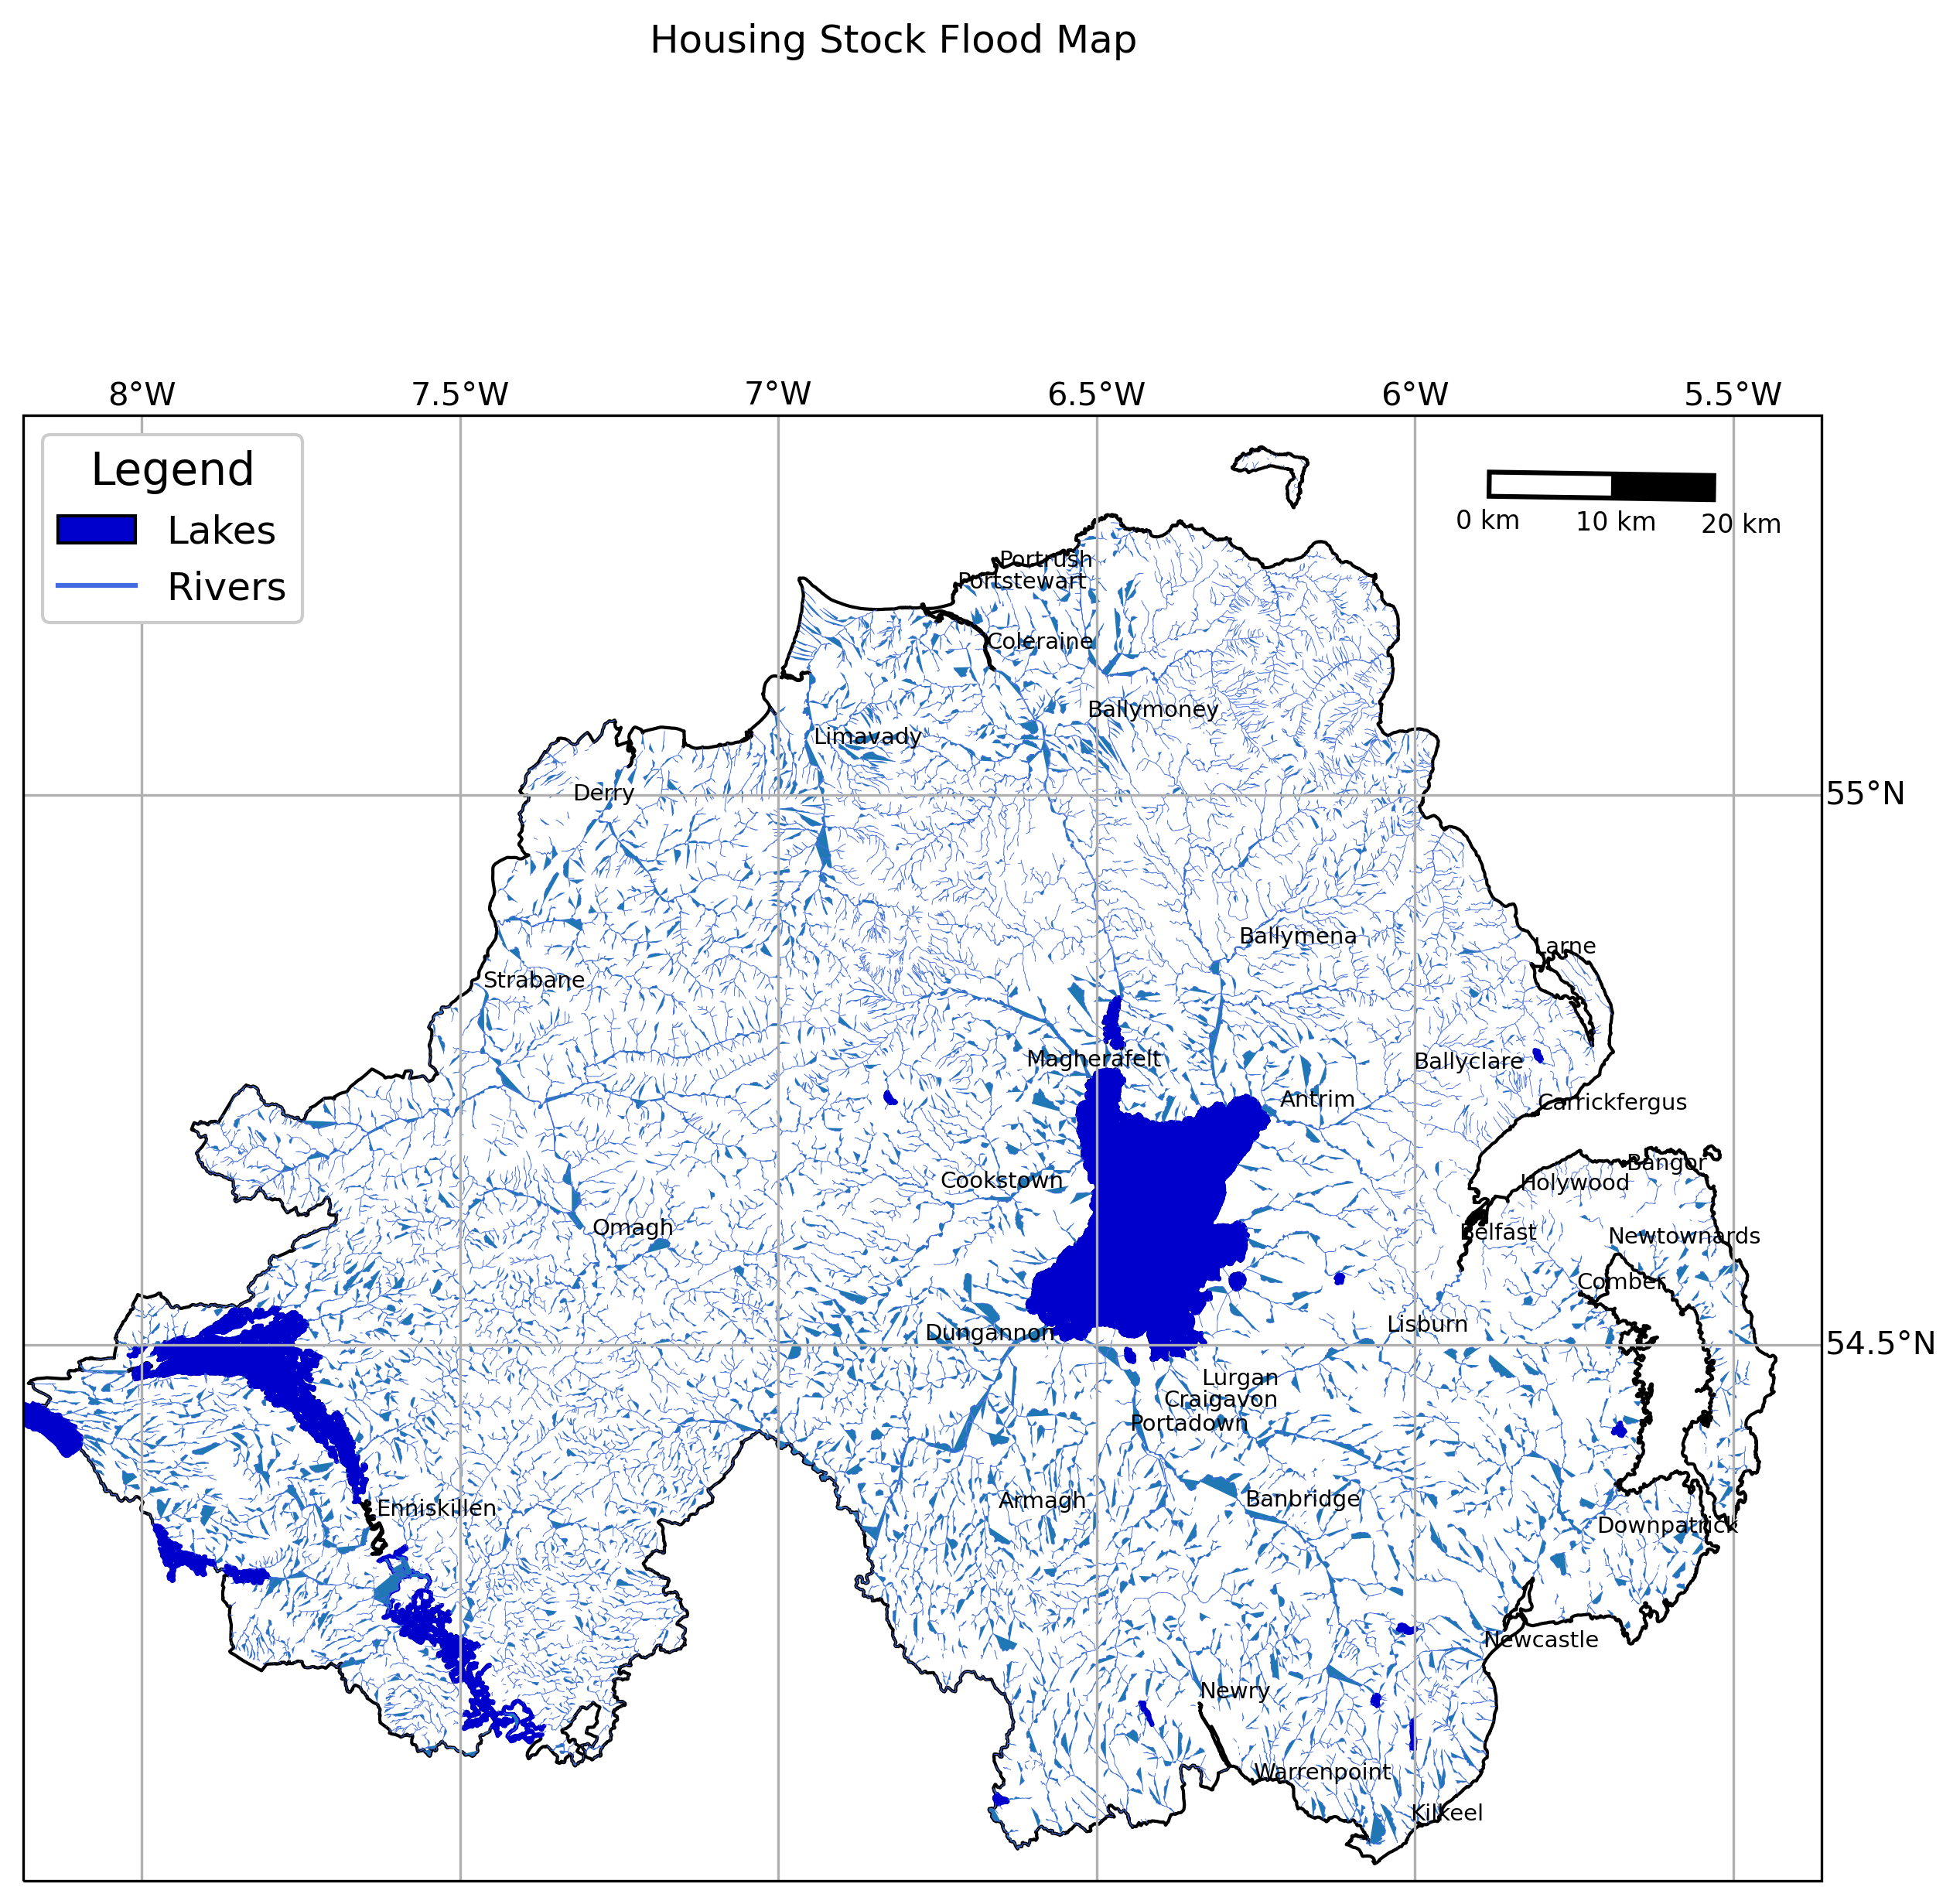 Housing Stock Flood Map
8°W 7.5°W 7°W 6.5°W 6°W 5.5°W
Legend
Lakes
Rivers
0 km 10 km 20 km
Portrush
Portstewart
Coleraine
Ballymoney
Limavady
Derry
55°N
Ballymena
Larne
Strabane
Magherafelt
Ballyclare
Antrim
Carrickfergus
Bangor
Cookstown
Holywood
Omagh
Belfast
Newtownards
Comber
Dungannon
Lisburn
54.5°N
Lurgan
Craigavon
Portadown
Enniskillen
Armagh
Banbridge
Downpatrick
Newcastle
Newry
Warrenpoint
Kilkeel